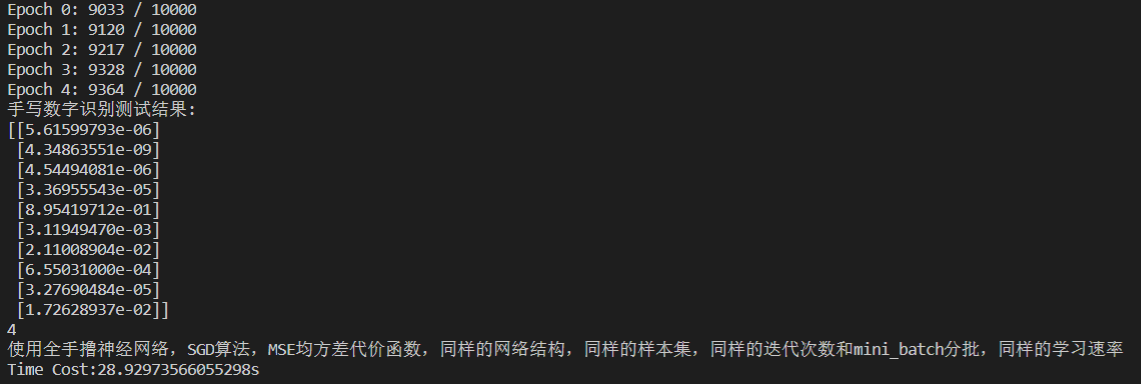 Epoch 0: 9033 / 10000
Epoch 1: 9120 / 10000
Epoch 2: 9217 / 10000
Epoch 3: 9328 / 10000
Epoch 4: 9364 / 10000
手写数字识别测试结果:
[[5.61599793e-06]
 [4.34863551e-09]
 [4.54494081e-06]
 [3.36955543e-05]
 [8.95419712e-01]
 [3.11949470e-03]
 [2.11008904e-02]
 [6.55031000e-04]
 [3.27690484e-05]
 [1.72628937e-02]]
4
使用全手撸神经网络，SGD算法，MSE均方差代价函数，同样的网络结构，同样的样本集，同样的迭代次数和mini_batch分批，同样的学习速率
Time Cost:28.92973566055298s